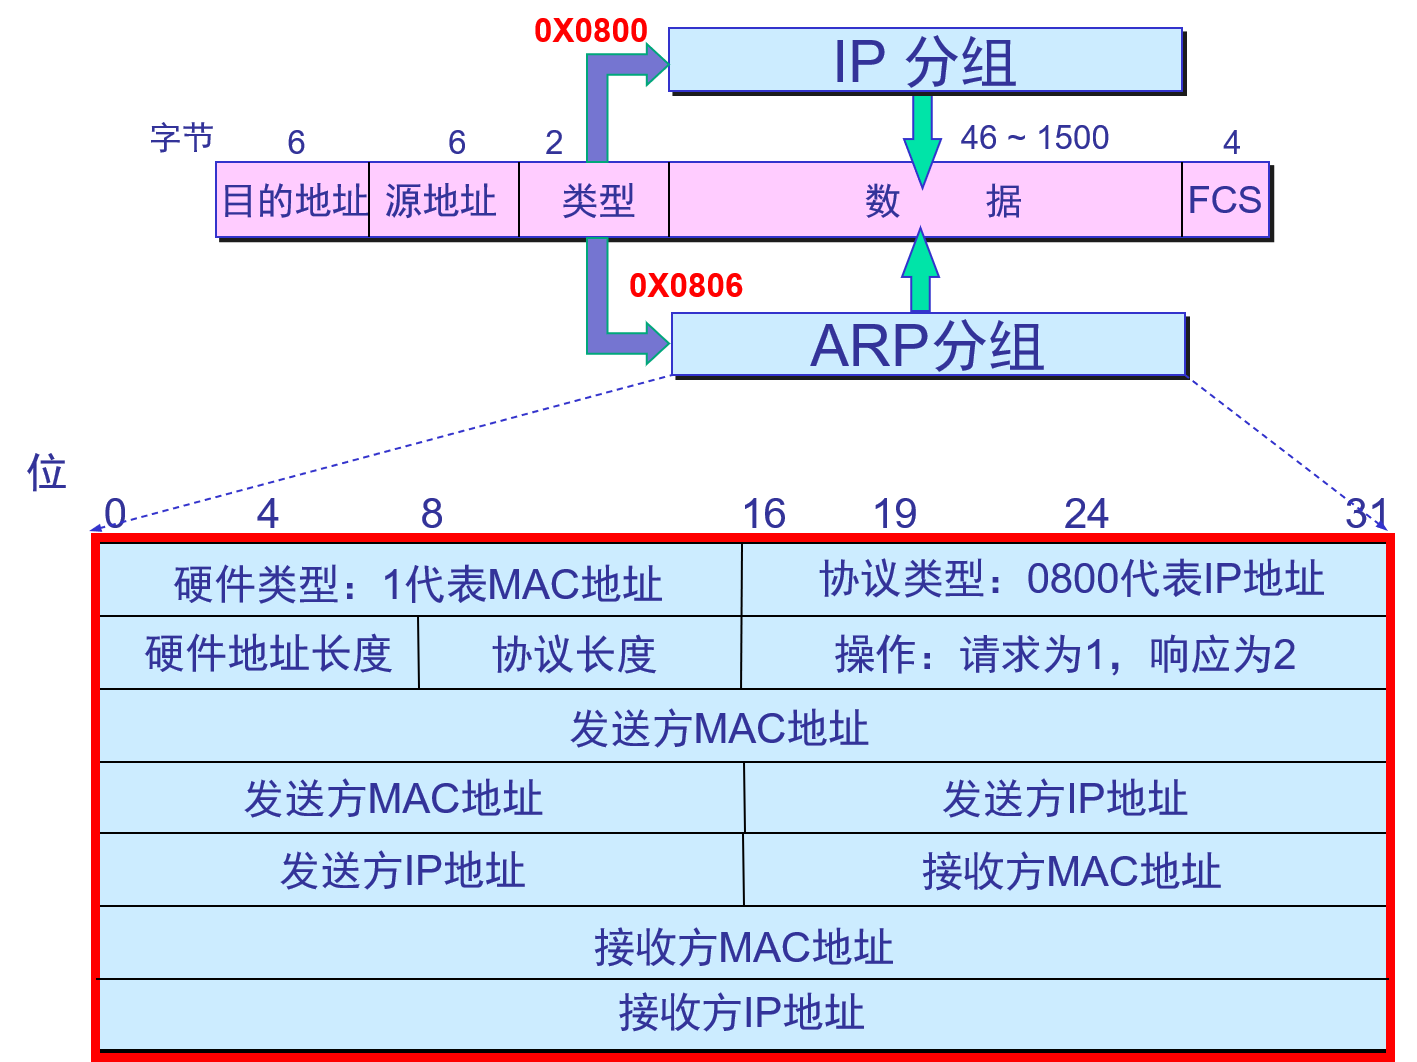 0X0800
IP 分组
字节 6 6 2 46 ~ 1500 4
目的地址 源地址 类型 数 据 FCS
0X0806
ARP分组
位
0 4 8 16 19 24 31
硬件类型：1代表MAC地址 协议类型：0800代表IP地址
硬件地址长度 协议长度 操作：请求为1，响应为2
发送方MAC地址
发送方MAC地址 发送方IP地址
发送方IP地址 接收方MAC地址
接收方MAC地址
接收方IP地址